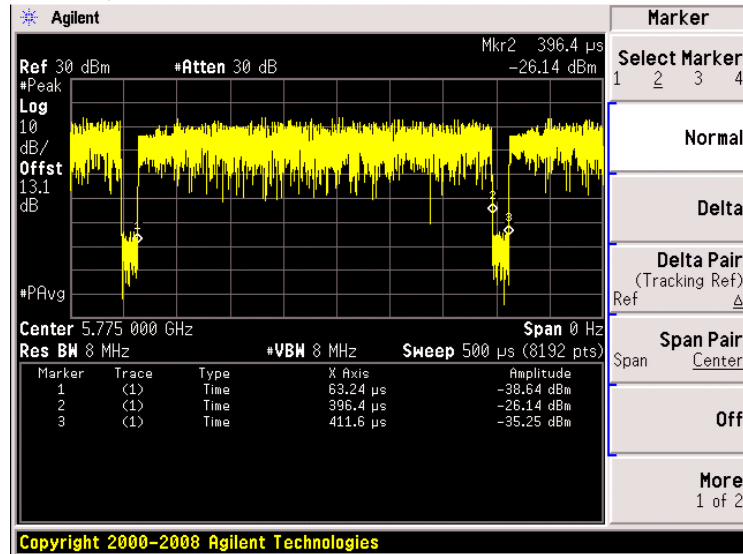 Agilent
Marker
Mkr2 396.4 µs
Ref 30 dBm #Atten 30 dB -26.14 dBm
#Peak
Log
10
dB/
Offst
13.1
dB
1
2
3
#PAvg
Center 5.775 000 GHz Span 0 Hz
Res BW 8 MHz #VBW 8 MHz Sweep 500 µs (8192 pts)
Marker Trace Type X Axis Amplitude
1 (1) Time 63.24 µs -38.64 dBm
2 (1) Time 396.4 µs -26.14 dBm
3 (1) Time 411.6 µs -35.25 dBm
Select Marker
1 2 3 4
Normal
Delta
Delta Pair
(Tracking Ref)
Ref Δ
Span Pair
Span Center
Off
More
1 of 2
Copyright 2000-2008 Agilent Technologies